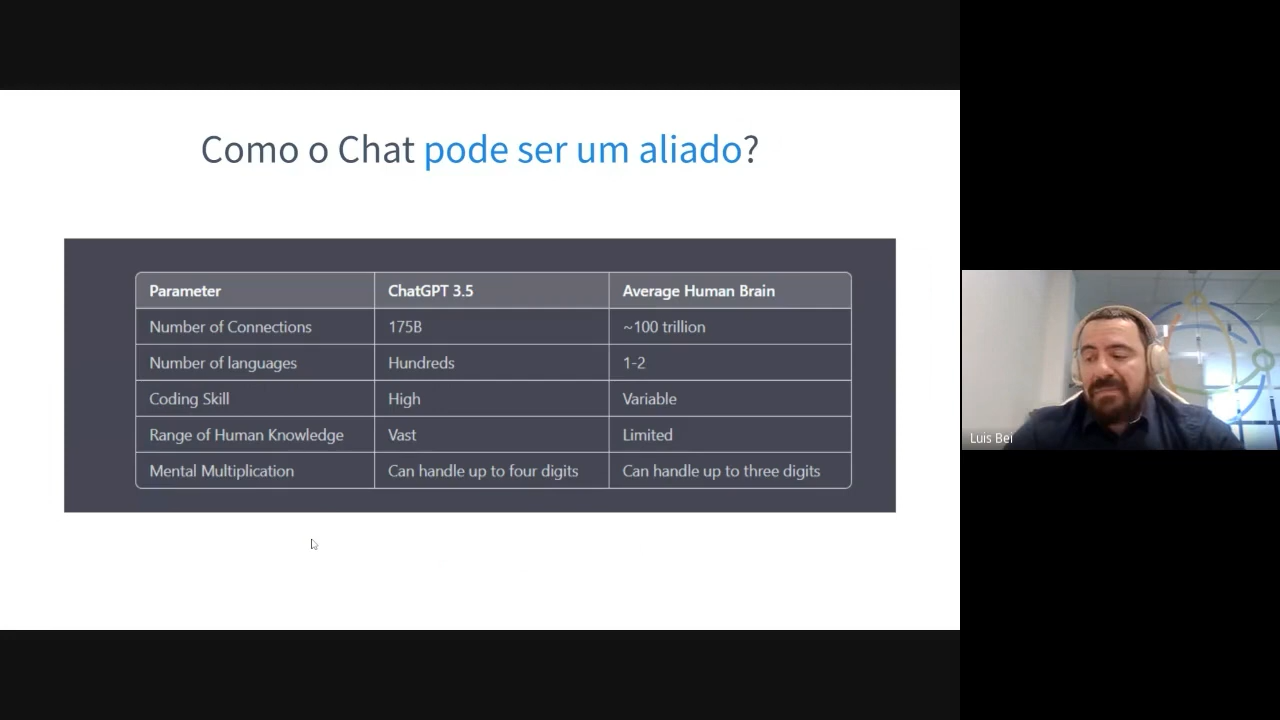 Como o Chat pode ser um aliado?
Parameter ChatGPT 3.5 Average Human Brain
Number of Connections 175B ~100 trillion
Number of languages Hundreds 1-2
Coding Skill High Variable
Range of Human Knowledge Vast Limited
Mental Multiplication Can handle up to four digits Can handle up to three digits
Luis Bei